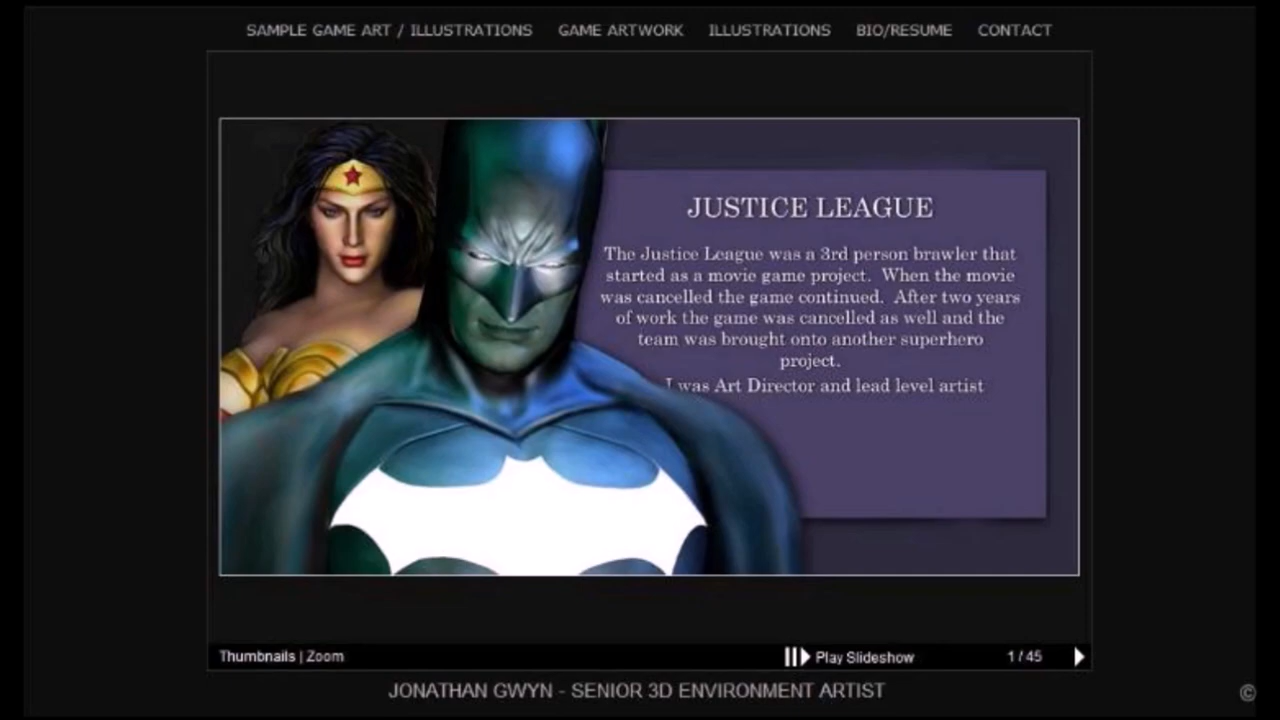 SAMPLE GAME ART / ILLUSTRATIONS GAME ARTWORK ILLUSTRATIONS BIO/RESUME CONTACT
JUSTICE LEAGUE
The Justice League was a 3rd person brawler that
started as a movie game project. When the movie
was cancelled the game continued. After two years
of work the game was cancelled as well and the
team was brought onto another superhero
project.
I was Art Director and lead level artist
Thumbnails | Zoom Play Slideshow 1 / 45
JONATHAN GWYN - SENIOR 3D ENVIRONMENT ARTIST ©